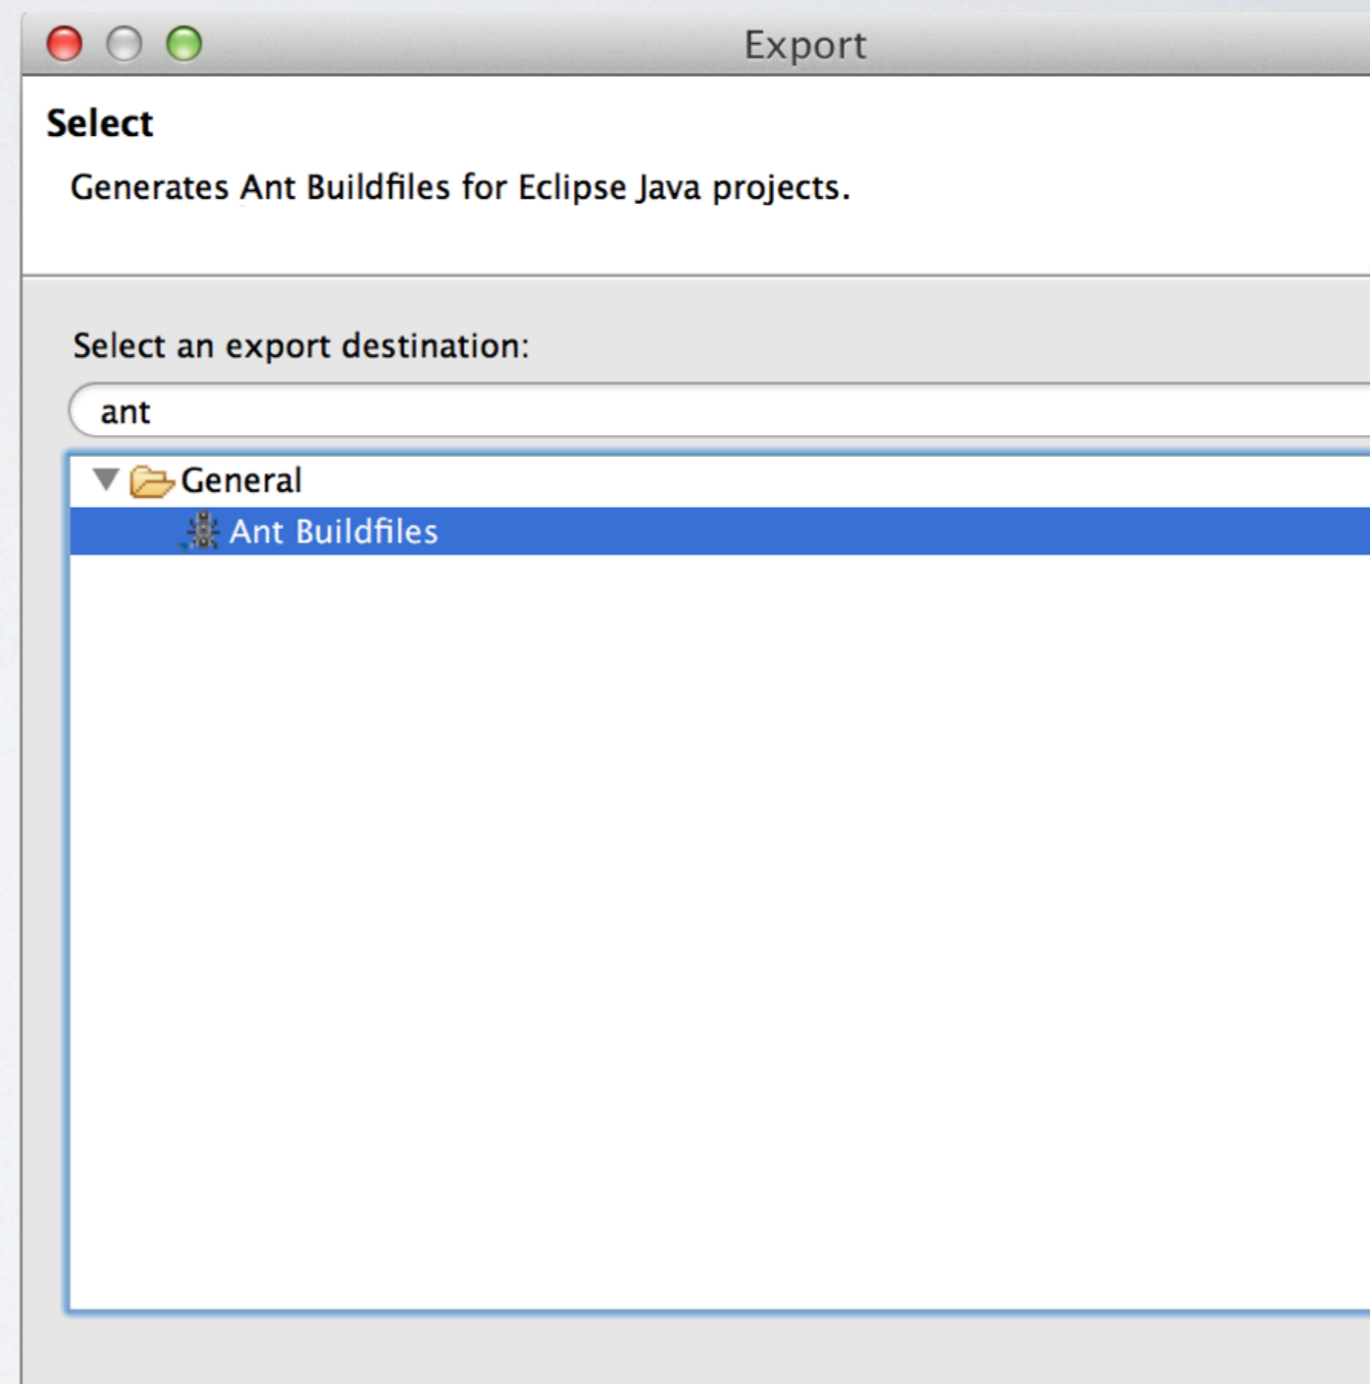 Export
Select
Generates Ant Buildfiles for Eclipse Java projects.
Select an export destination:
ant
General
Ant Buildfiles